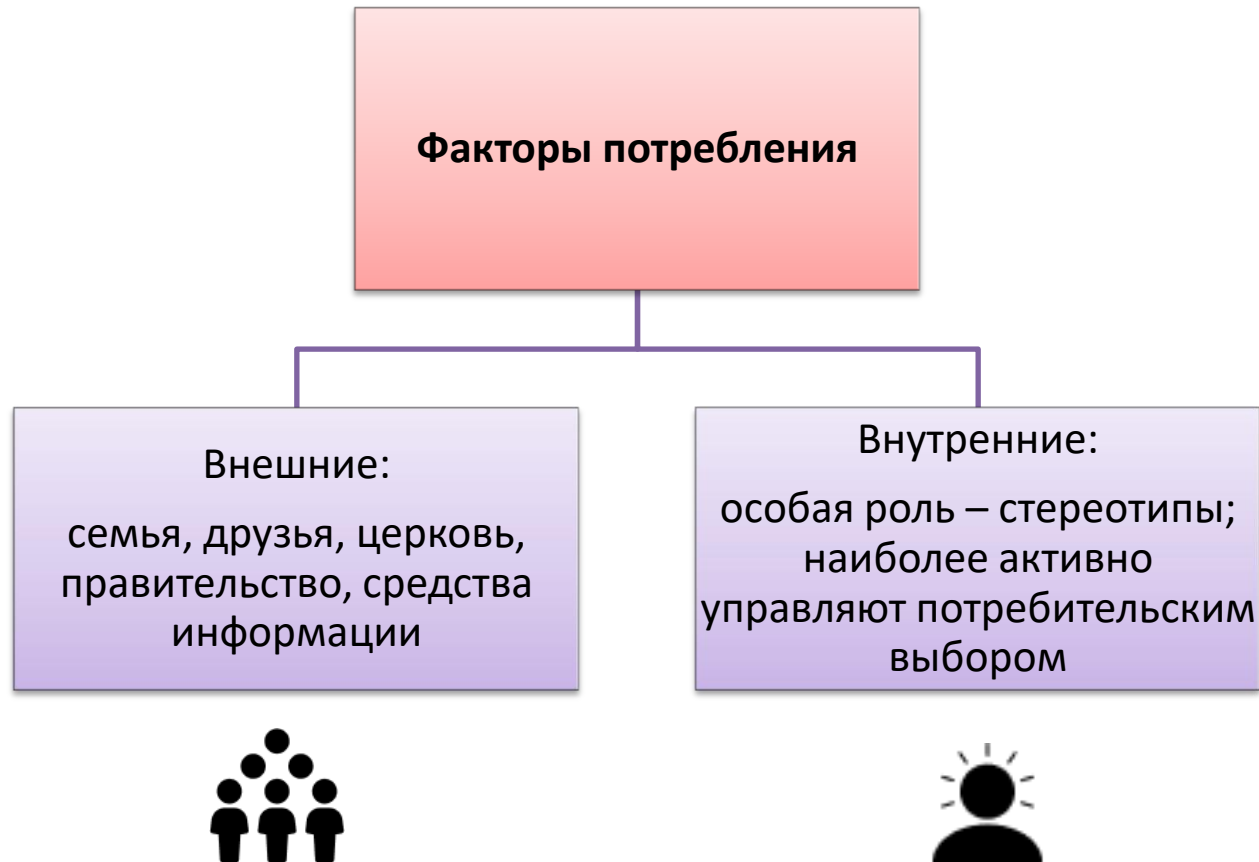 Факторы потребления
Внешние:
семья, друзья, церковь,
правительство, средства
информации
Внутренние:
особая роль – стереотипы;
наиболее активно
управляют потребительским
выбором